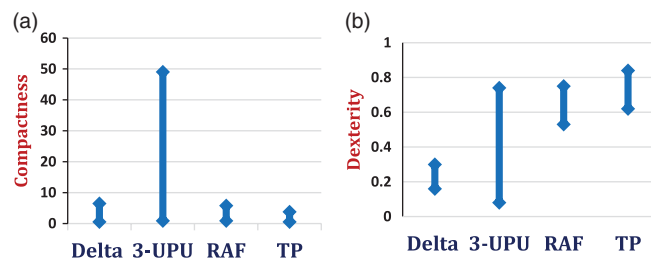 (a)
60
50
40
30
20
10
0
Compactness
Delta 3-UPU RAF TP
(b)
1
0.8
0.6
0.4
0.2
0
Dexterity
Delta 3-UPU RAF TP